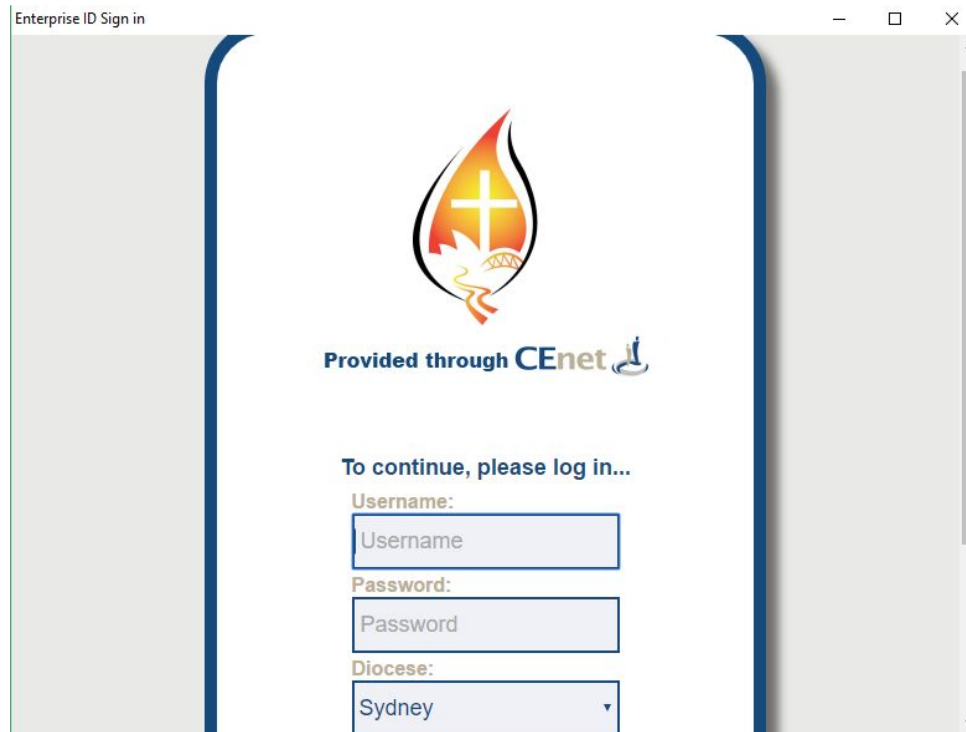 Enterprise ID Sign in
Provided through CEnet
To continue, please log in...
Username:
Username
Password:
Password
Diocese:
Sydney